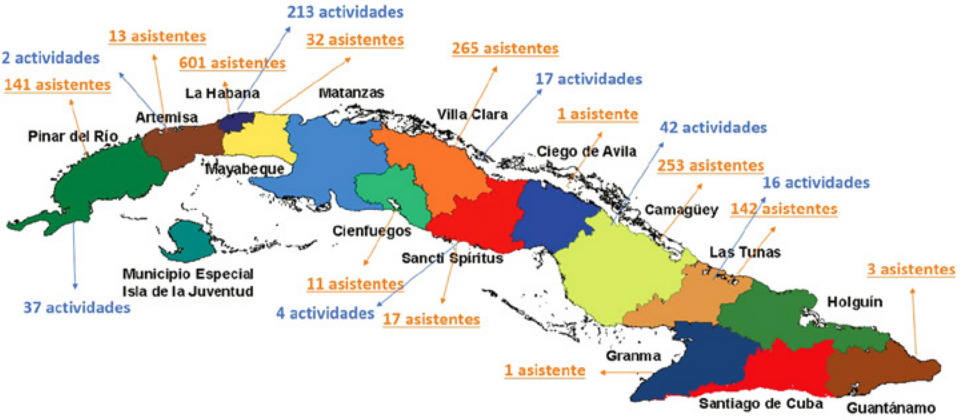 213 actividades
13 asistentes
32 asistentes
2 actividades
601 asistentes
265 asistentes
141 asistentes
La Habana
Matanzas
17 actividades
Artemisa
Villa Clara
1 asistente
Pinar del Río
Ciego de Avila
42 actividades
Mayabeque
253 asistentes
16 actividades
Camagüey
142 asistentes
Cienfuegos
Las Tunas
Sancti Spíritus
Municipio Especial
Isla de la Juventud
11 asistentes
3 asistentes
37 actividades
4 actividades
17 asistentes
Holguín
Granma
1 asistente
Santiago de Cuba
Guantánamo